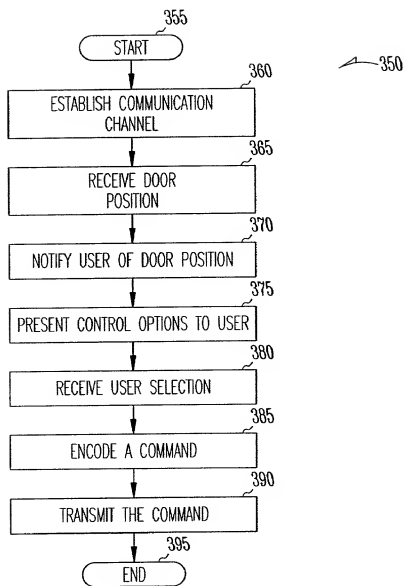 355
START
350
360
ESTABLISH COMMUNICATION
CHANNEL
365
RECEIVE DOOR
POSITION
370
NOTIFY USER OF DOOR POSITION
375
PRESENT CONTROL OPTIONS TO USER
380
RECEIVE USER SELECTION
385
ENCODE A COMMAND
390
TRANSMIT THE COMMAND
395
END